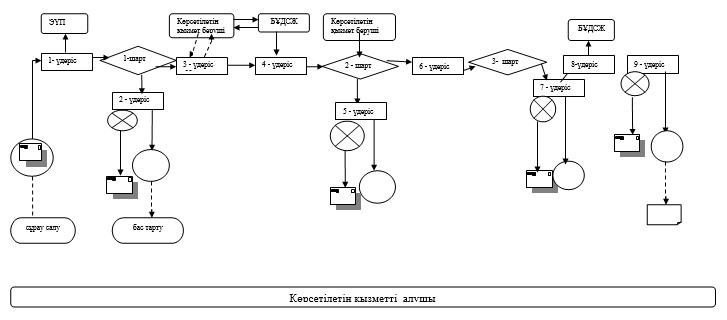 ЭҮП
Көрсетілетін
қызмет беруші
БҰДСЖ
Көрсетілетін
қызмет беруші
БҰДСЖ
1- үдеріс
1-шарт
3 - үдеріс
4 - үдеріс
2 - шарт
6 - үдеріс
3- шарт
8-үдеріс
9 - үдеріс
2 - үдеріс
5 - үдеріс
7 - үдеріс
сұрау салу
бас тарту
Көрсетілетін қызметті алушы